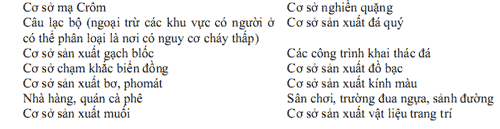 Cơ sở mạ Crôm
Câu lạc bộ (ngoại trừ các khu vực có người ở
có thể phân loại là nơi có nguy cơ cháy thấp)
Cơ sở sản xuất gạch blốc
Cơ sở chạm khắc biển đồng
Cơ sở sản xuất bơ, phomát
Nhà hàng, quán cà phê
Cơ sở sản xuất muối
Cơ sở nghiền quặng
Cơ sở sản xuất đá quý
Các công trình khai thác đá
Cơ sở sản xuất đồ bạc
Cơ sở sản xuất kính màu
Sân chơi, trường đua ngựa, sảnh đường
Cơ sở sản xuất vật liệu trang trí